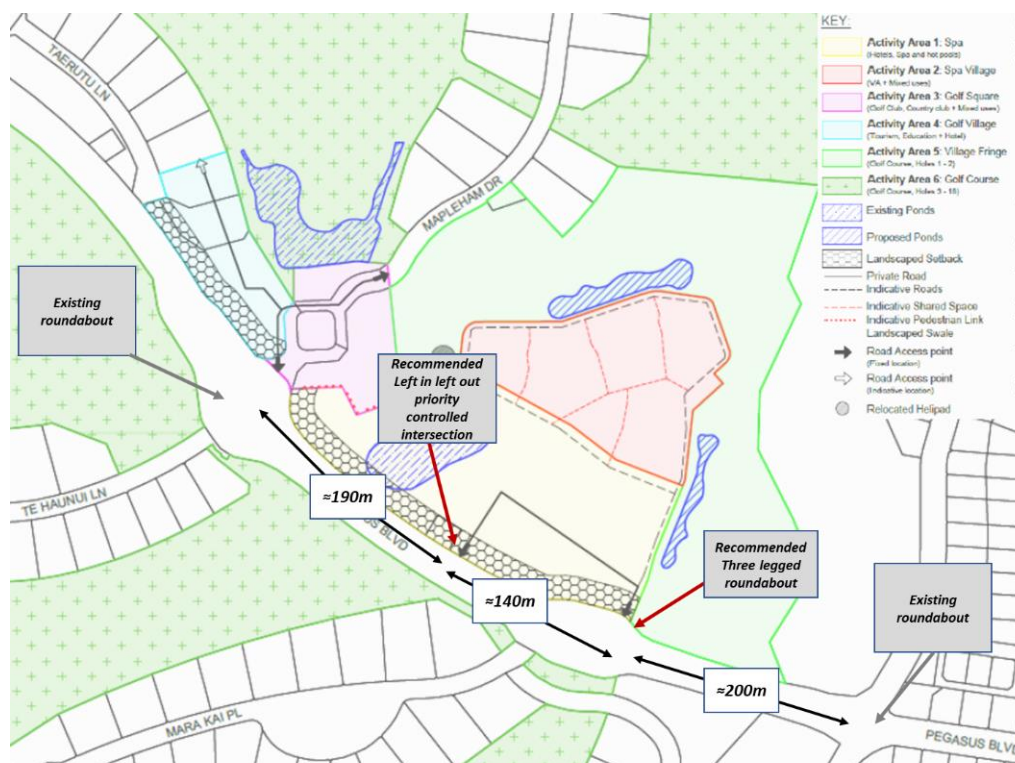 KEY:
Activity Area 1: Spa
(Hotels, Spa and hot pools)
Activity Area 2: Spa Village
(VA + Mixed uses)
Activity Area 3: Golf Square
(Golf Club, Country club + Mixed uses)
Activity Area 4: Golf Village
(Tourism, Education + Hotel)
Activity Area 5: Village Fringe
(Golf Course, Holes 1 - 2)
Activity Area 6: Golf Course
(Golf Course, Holes 3 - 18)
Existing Ponds
Proposed Ponds
Landscaped Setback
Private Road
Indicative Roads
Indicative Shared Space
Indicative Pedestrian Link
Landscaped Swale
Road Access point
(Fixed location)
Road Access point
(Indicative location)
Relocated Helipad
TAERUTU LN
MAPLEHAM DR
Existing
roundabout
Recommended
Left in left out
priority
controlled
intersection
TE HAUNUI LN
≈190m
SUS BLVD
≈140m
Recommended
Three legged
roundabout
Existing
roundabout
≈200m
MARA KAI PL
PEGASUS BLVD